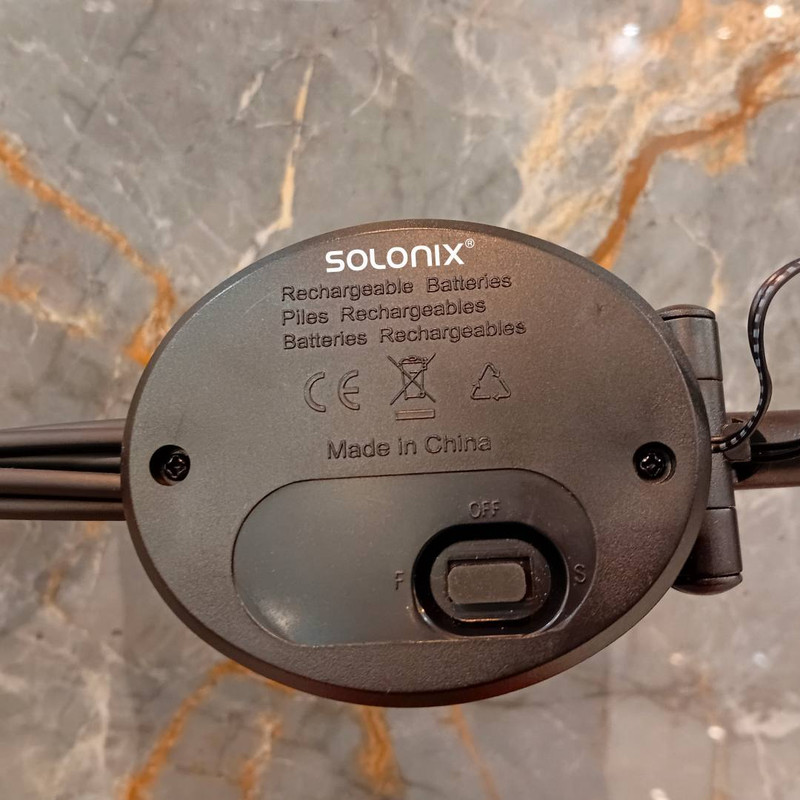 SOLONIX®
Rechargeable Batteries
Piles Rechargeables
Batteries Rechargeables
CE
Made in China
OFF
F S